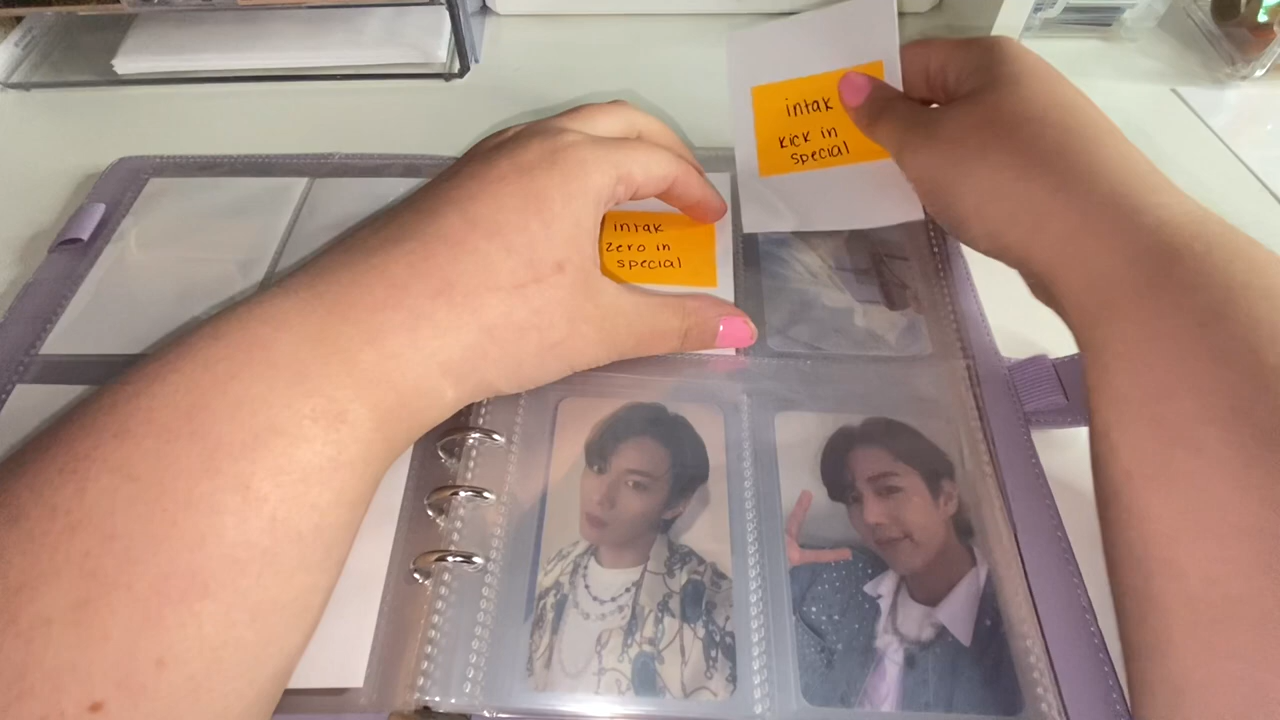 intak
kick in
special
intak
zero in
special